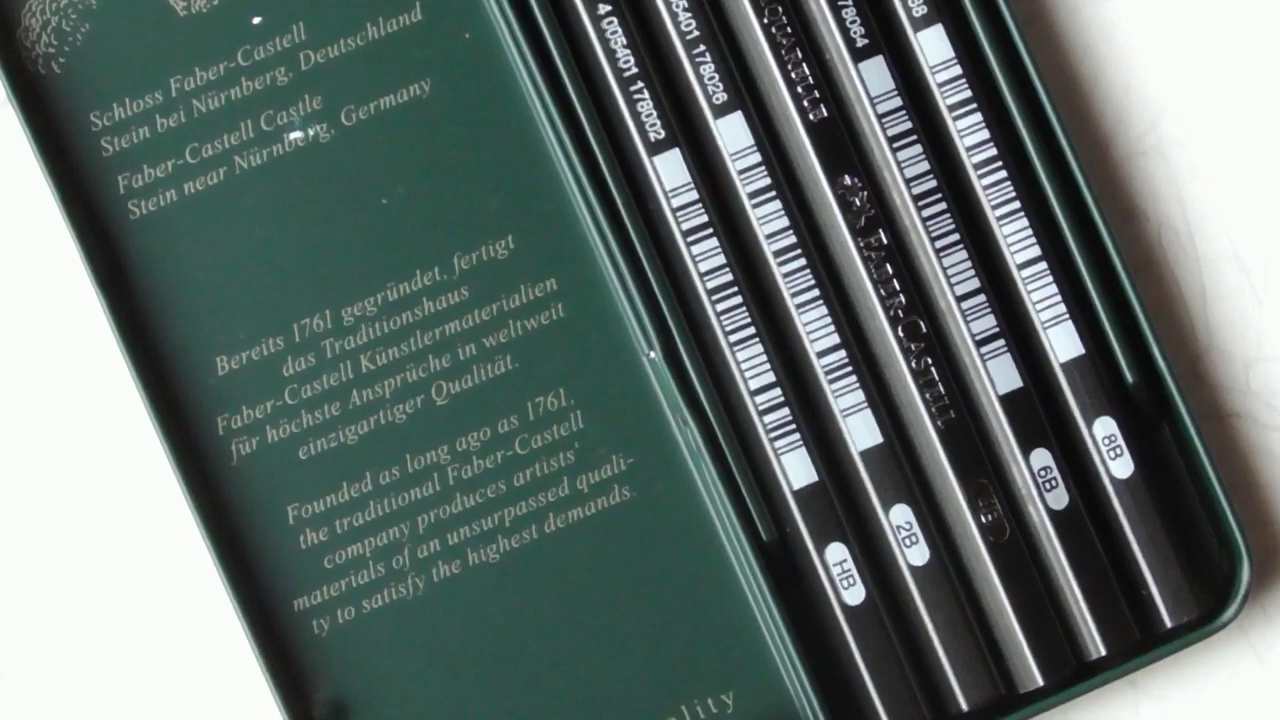 Schloss Faber-Castell
Stein bei Nürnberg, Deutschland
Faber-Castell Castle
Stein near Nürnberg, Germany
Bereits 1761 gegründet, fertigt
das Traditionshaus
Faber-Castell Künstlermaterialien
für höchste Ansprüche in weltweit
einzigartiger Qualität.
Founded as long ago as 1761,
the traditional Faber-Castell
company produces artists'
materials of an unsurpassed quali-
ty to satisfy the highest demands.
4 005401 178002
HB
178026
2B
FABER-CASTELL
4B
78064
6B
8B